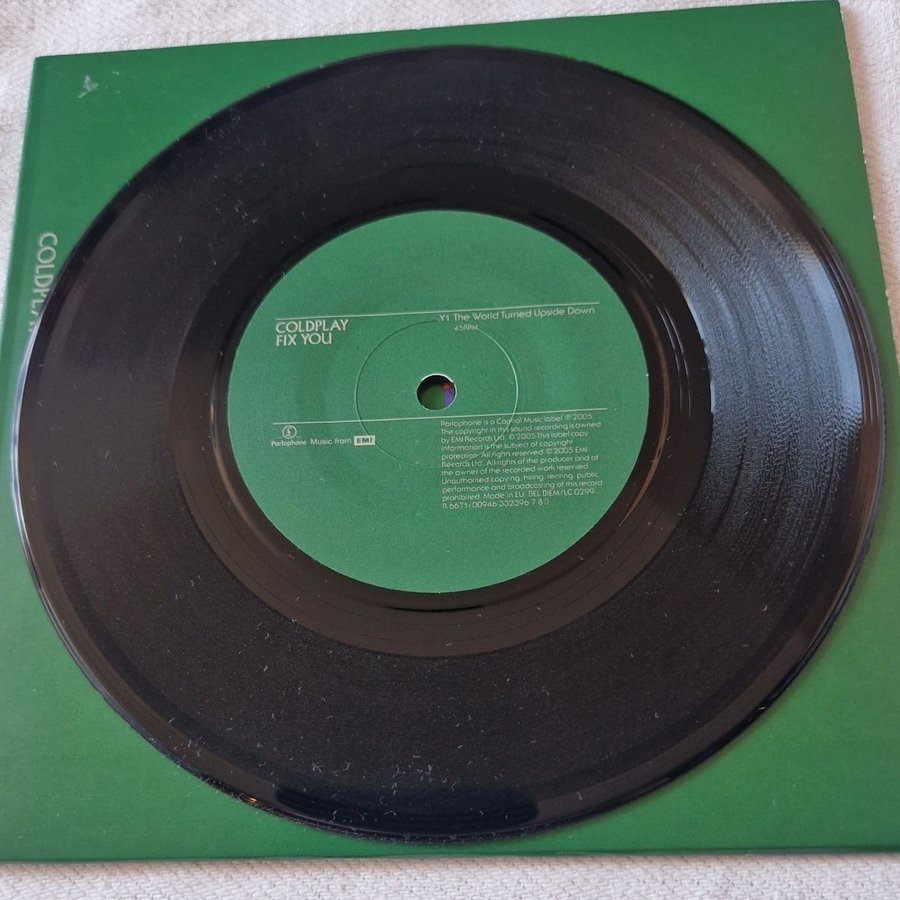 COLDPLAY
FIX YOU
Y1 The World Turned Upside Down
45RPM
Parlophone
Music from EMI
Parlophone is a Capitol Music label. ℗ 2005
The copyright in this sound recording is owned
by EMI Records Ltd. © 2005 This label copy
information is the subject of copyright
protection. All rights reserved. © 2005 EMI
Records Ltd. All rights of the producer and of
the owner of the recorded work reserved.
Unauthorised copying, hiring, renting, public
performance and broadcasting of this record
prohibited. Made in EU. BEL BIEM/LC 0299
R 6671/00946 332396 7 8
COLDPLA